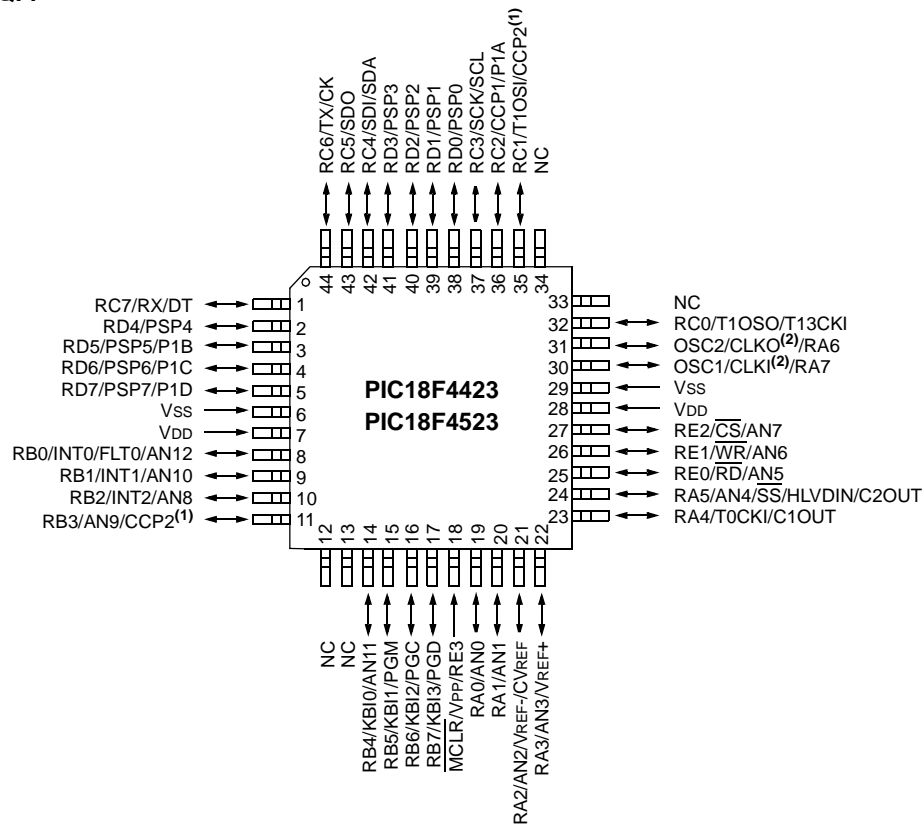 RC6/TX/CK
RC5/SDO
RC4/SDI/SDA
RD3/PSP3
RD2/PSP2
RD1/PSP1
RD0/PSP0
RC3/SCK/SCL
RC2/CCP1/P1A
RC1/T1OSI/CCP2(1)
NC
44
43
42
41
40
39
38
37
36
35
34
RC7/RX/DT 1
RD4/PSP4 2
RD5/PSP5/P1B 3
RD6/PSP6/P1C 4
RD7/PSP7/P1D 5
VSS 6
VDD 7
RB0/INT0/FLT0/AN12 8
RB1/INT1/AN10 9
RB2/INT2/AN8 10
RB3/AN9/CCP2(1) 11
PIC18F4423
PIC18F4523
33 NC
32 RC0/T1OSO/T13CKI
31 OSC2/CLKO(2)/RA6
30 OSC1/CLKI(2)/RA7
29 VSS
28 VDD
27 RE2/CS/AN7
26 RE1/WR/AN6
25 RE0/RD/AN5
24 RA5/AN4/SS/HLVDIN/C2OUT
23 RA4/T0CKI/C1OUT
12
13
14
15
16
17
18
19
20
21
22
NC
NC
RB4/KBI0/AN11
RB5/KBI1/PGM
RB6/KBI2/PGC
RB7/KBI3/PGD
MCLR/VPP/RE3
RA0/AN0
RA1/AN1
RA2/AN2/VREF-/CVREF
RA3/AN3/VREF+